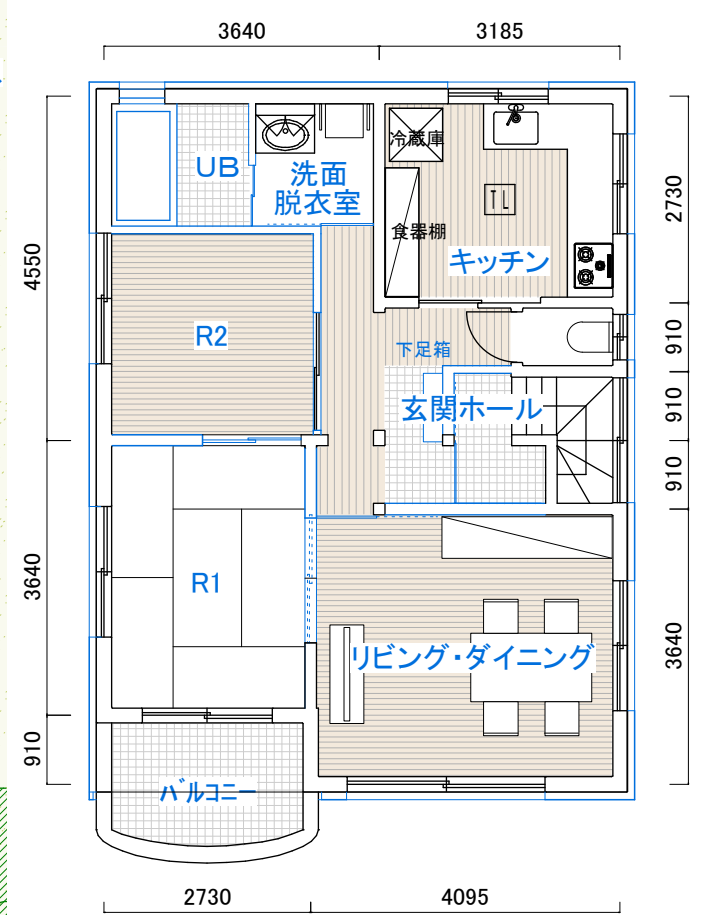 3640
3185
冷蔵庫
UB
洗面
脱衣室
TL
2730
食器棚
キッチン
4550
R2
下足箱
910
玄関ホール
910
910
R1
3640
リビング・ダイニング
3640
910
バルコニー
2730
4095